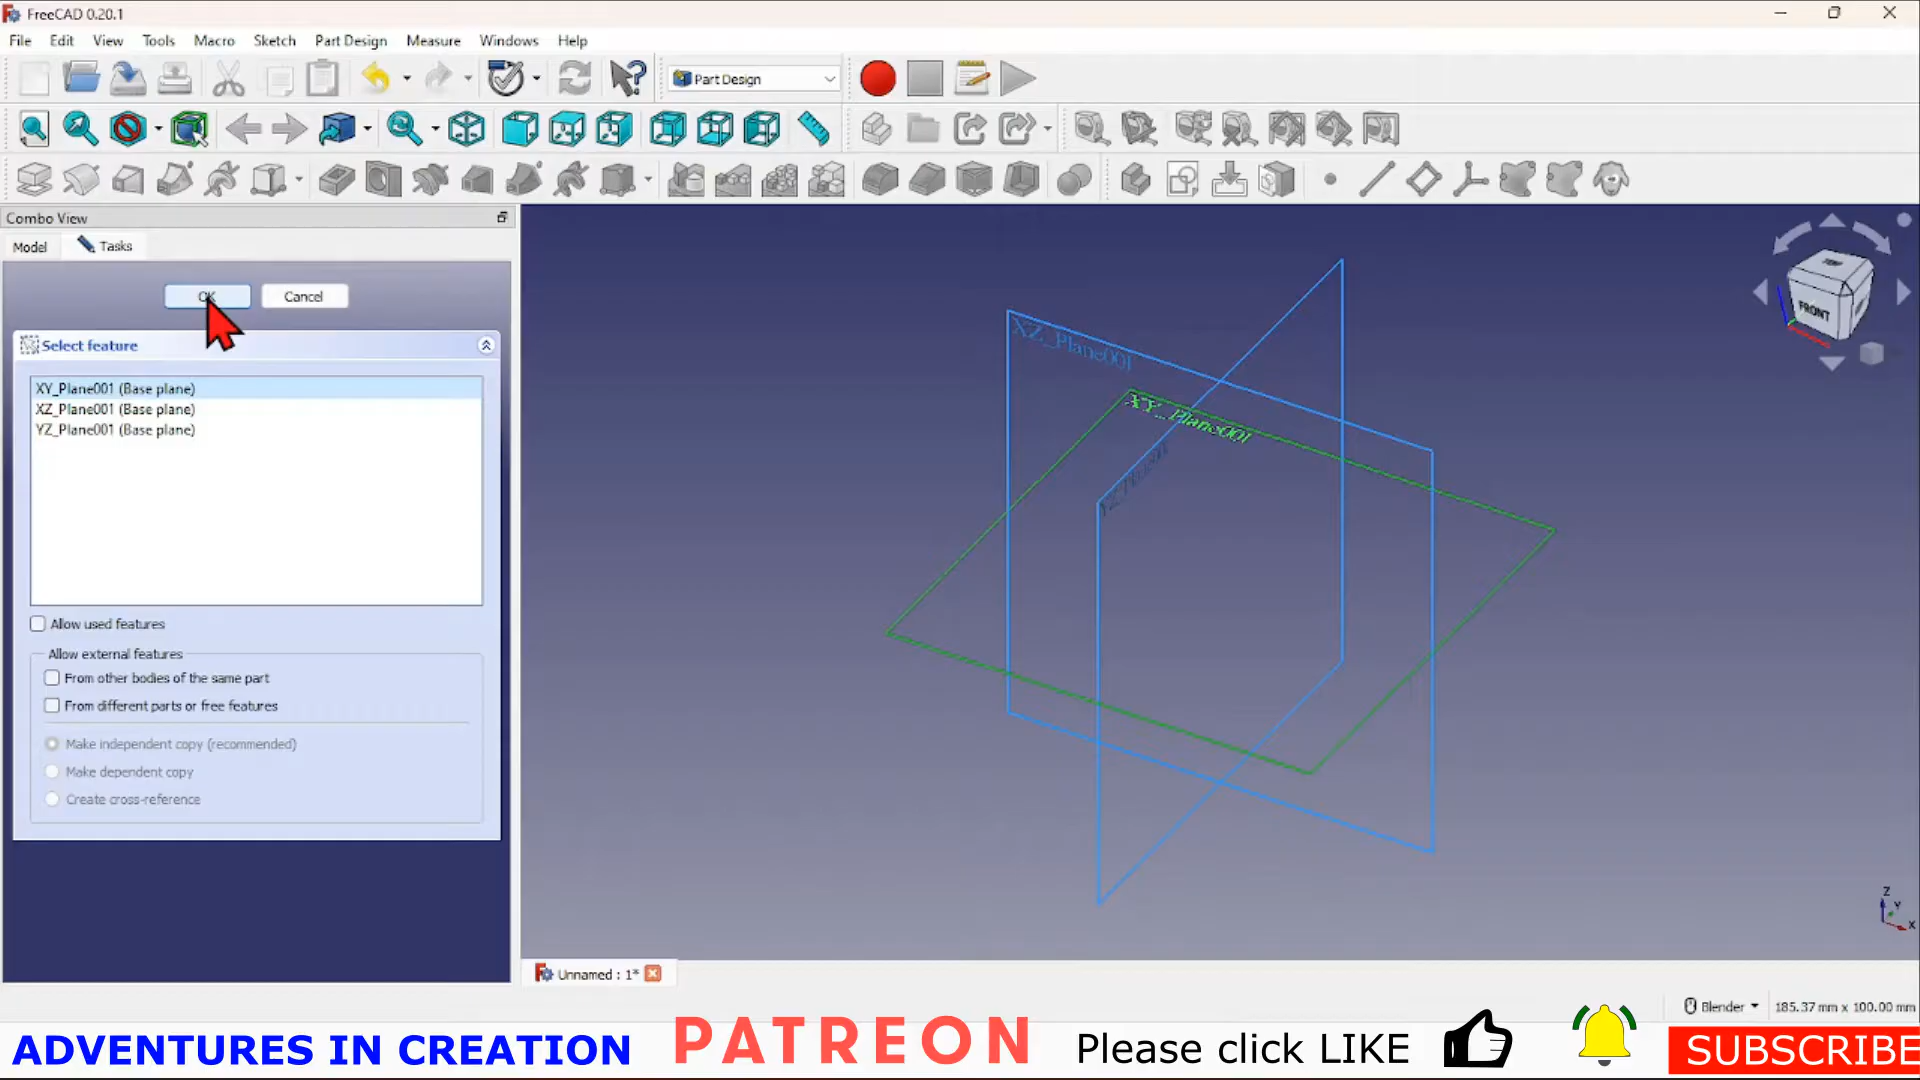 FreeCAD 0.20.1
File Edit View Tools Macro Sketch Part Design Measure Windows Help
Part Design
Combo View
Model Tasks
OK Cancel
Select feature
XY_Plane001 (Base plane)
XZ_Plane001 (Base plane)
YZ_Plane001 (Base plane)
Allow used features
Allow external features
From other bodies of the same part
From different parts or free features
Make independent copy (recommended)
Make dependent copy
Create cross-reference
XZ_Plane001
XY_Plane001
YZ_Plane001
TOP
FRONT
Z
Y
X
Unnamed : 1*
Blender 185.37 mm x 100.00 mm
ADVENTURES IN CREATION PATREON Please click LIKE SUBSCRIBE